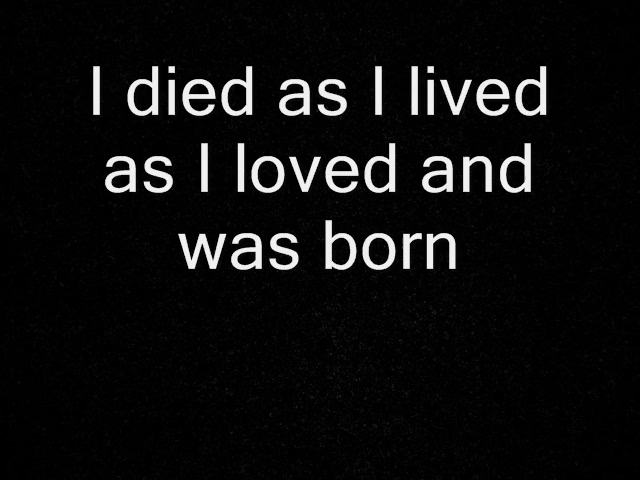 I died as I lived
as I loved and
was born